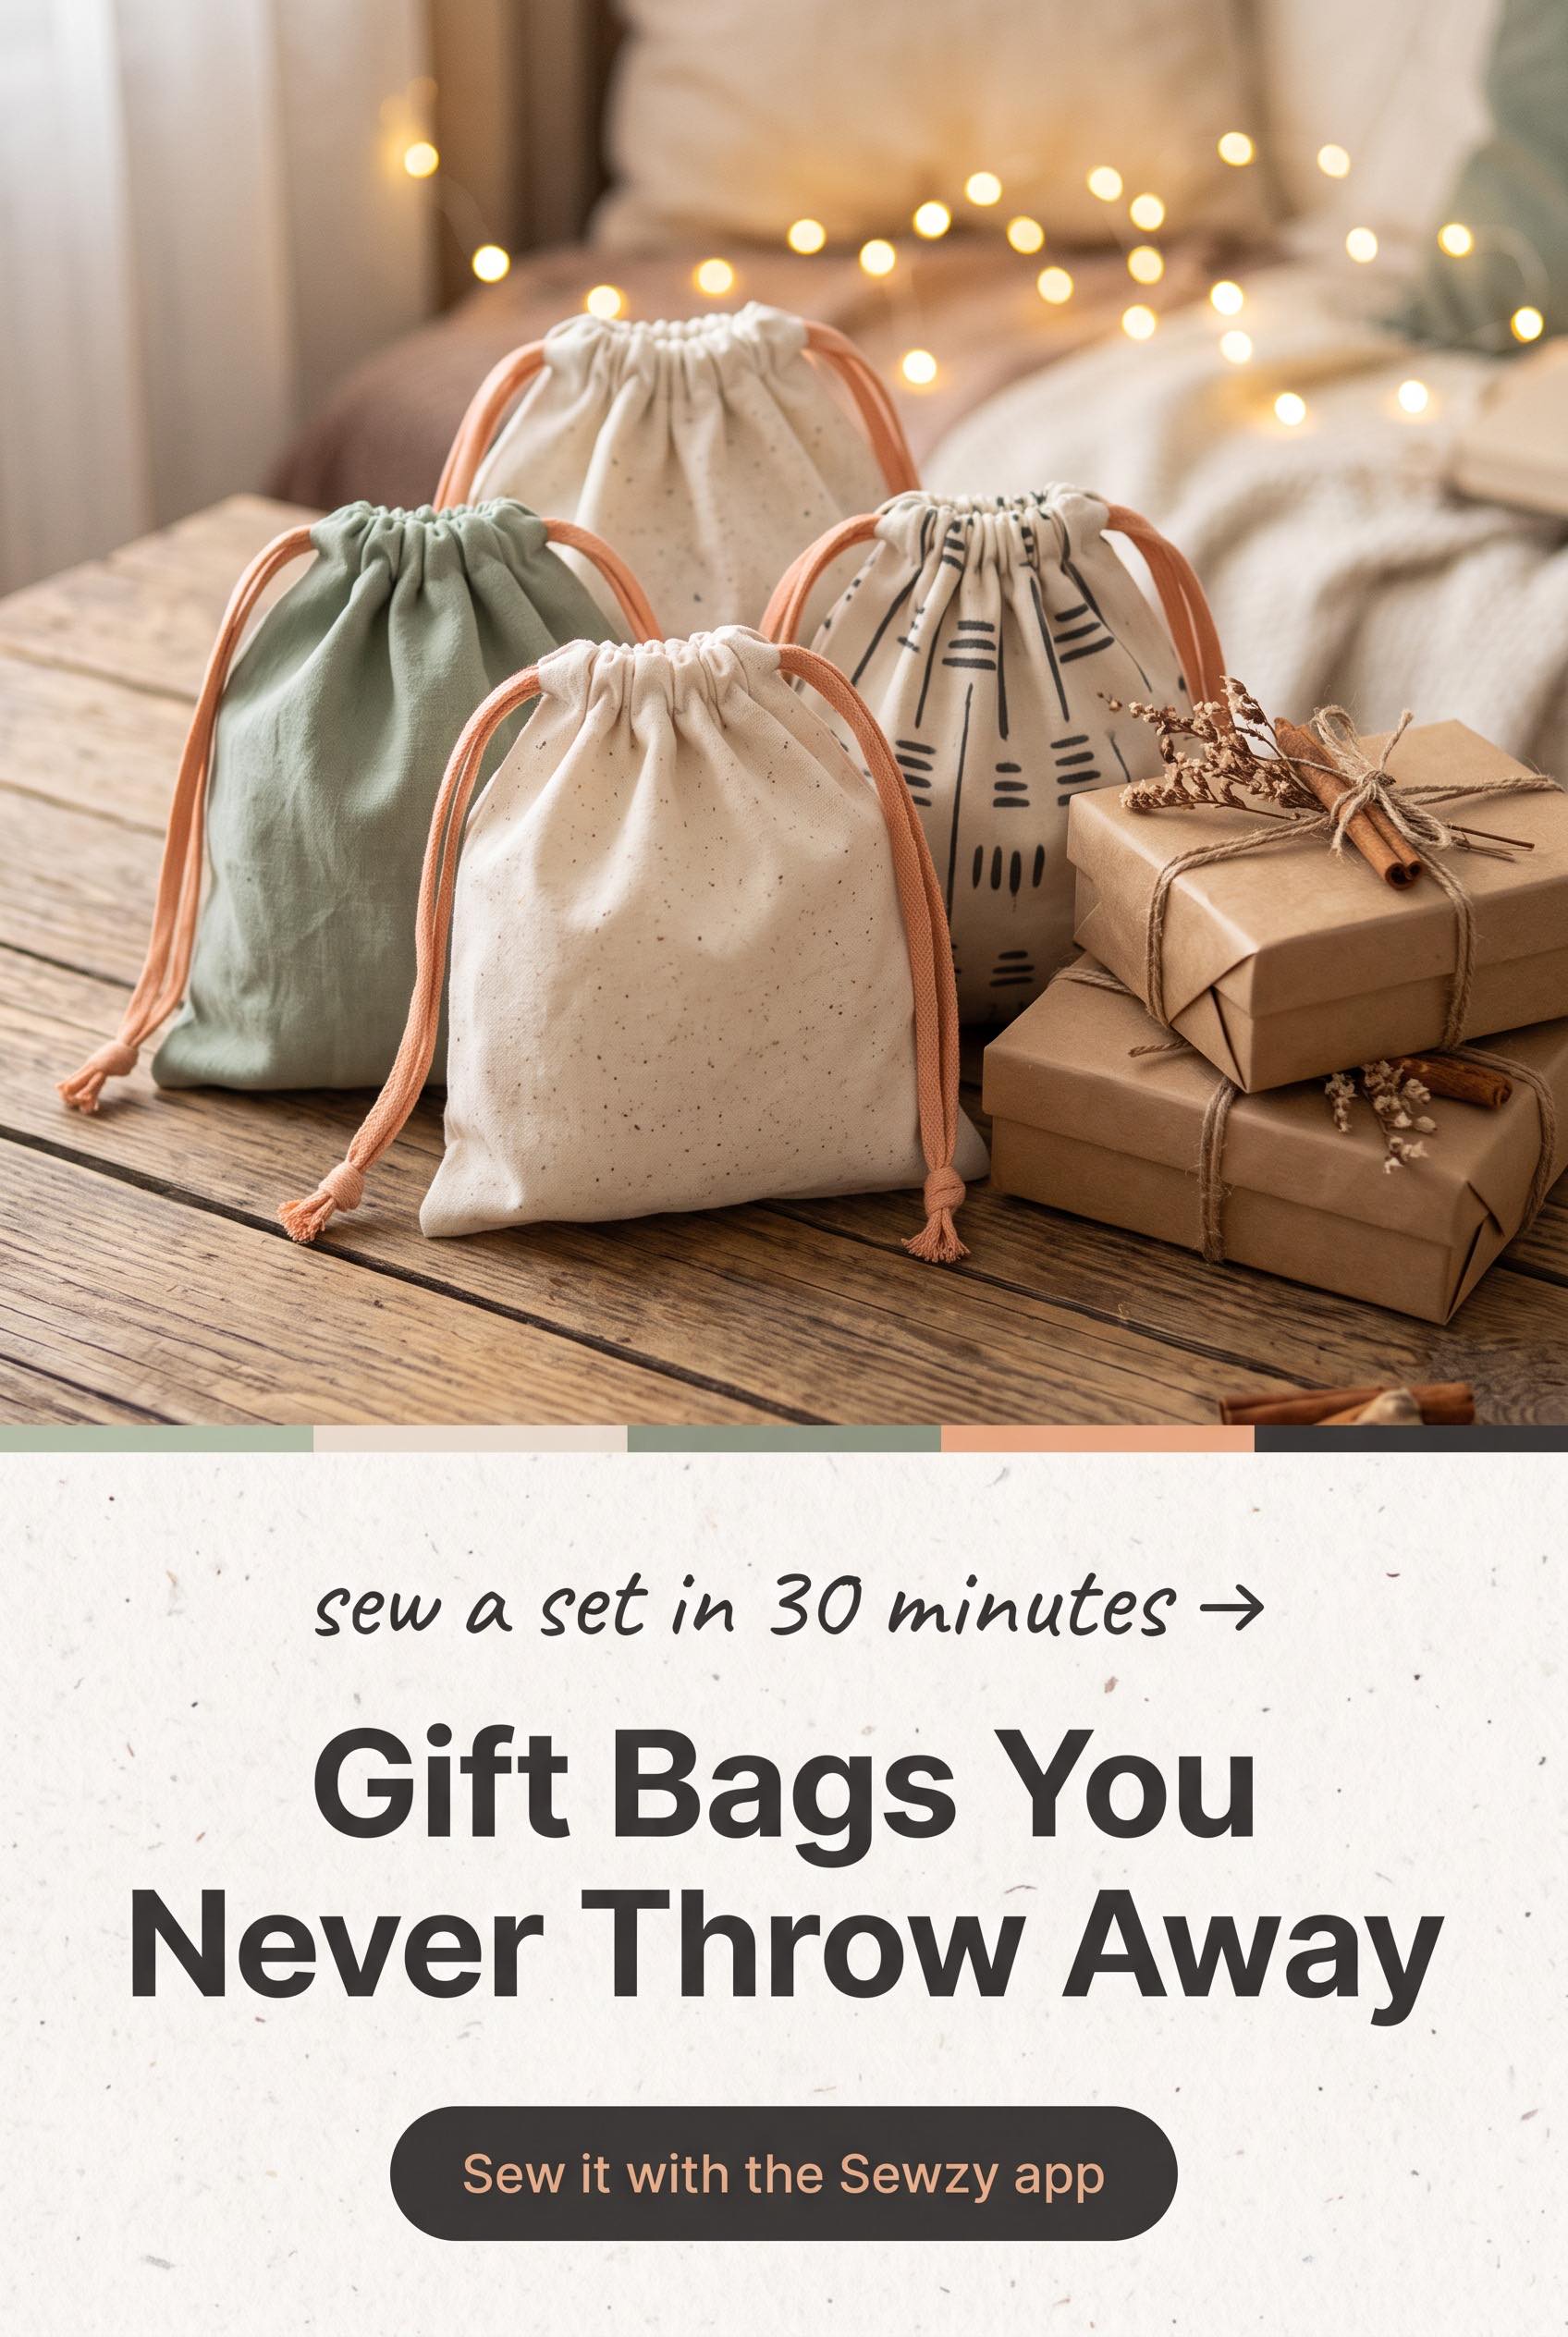 sew a set in 30 minutes →
Gift Bags You
Never Throw Away
Sew it with the Sewzy app